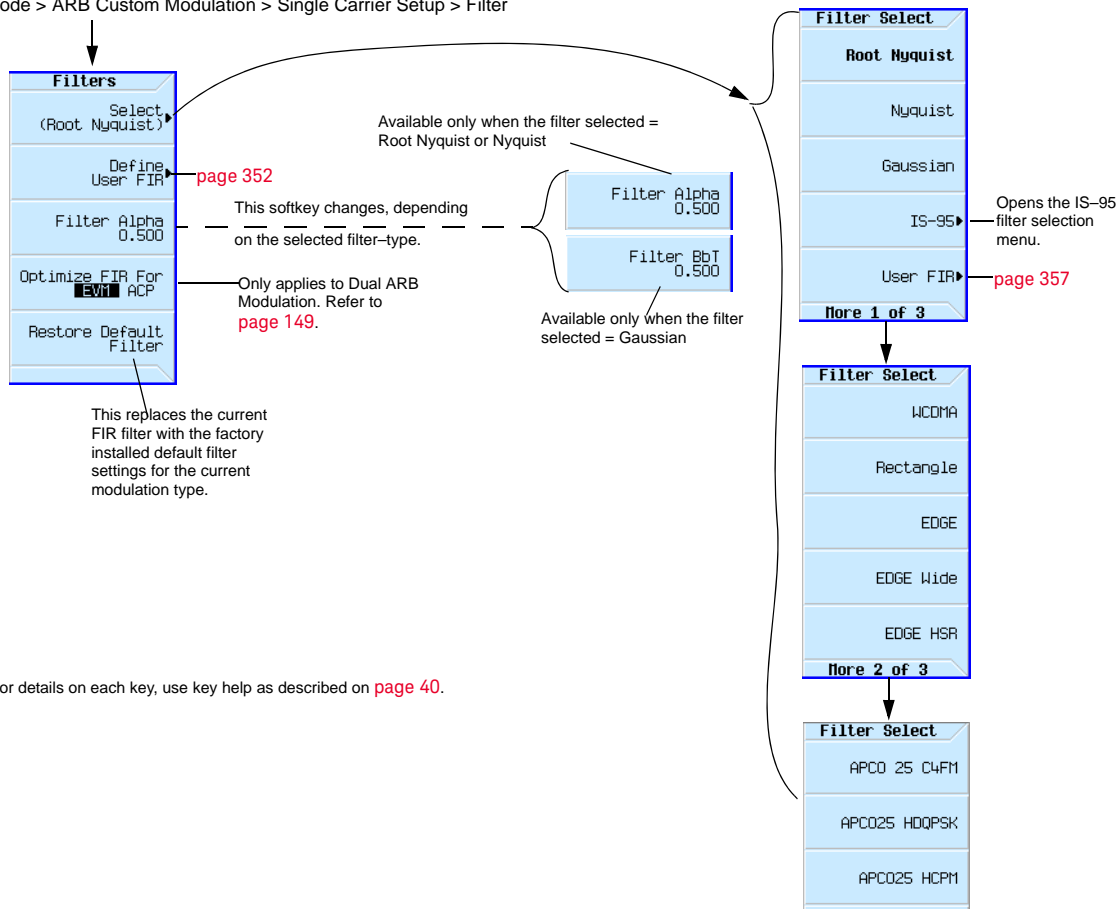 ode > ARB Custom Modulation > Single Carrier Setup > Filter
Filters
Select
(Root Nyquist)
Define
User FIR
page 352
Filter Alpha
0.500
Optimize FIR For
EVM ACP
Restore Default
Filter
This softkey changes, depending
on the selected filter–type.
Only applies to Dual ARB
Modulation. Refer to
page 149.
This replaces the current
FIR filter with the factory
installed default filter
settings for the current
modulation type.
Available only when the filter selected =
Root Nyquist or Nyquist
Filter Alpha
0.500
Filter BbT
0.500
Available only when the filter
selected = Gaussian
Filter Select
Root Nyquist
Nyquist
Gaussian
IS-95
Opens the IS–95
filter selection
menu.
User FIR
page 357
More 1 of 3
Filter Select
WCDMA
Rectangle
EDGE
EDGE Wide
EDGE HSR
More 2 of 3
Filter Select
APCO 25 C4FM
APCO25 HDQPSK
APCO25 HCPM
or details on each key, use key help as described on page 40.